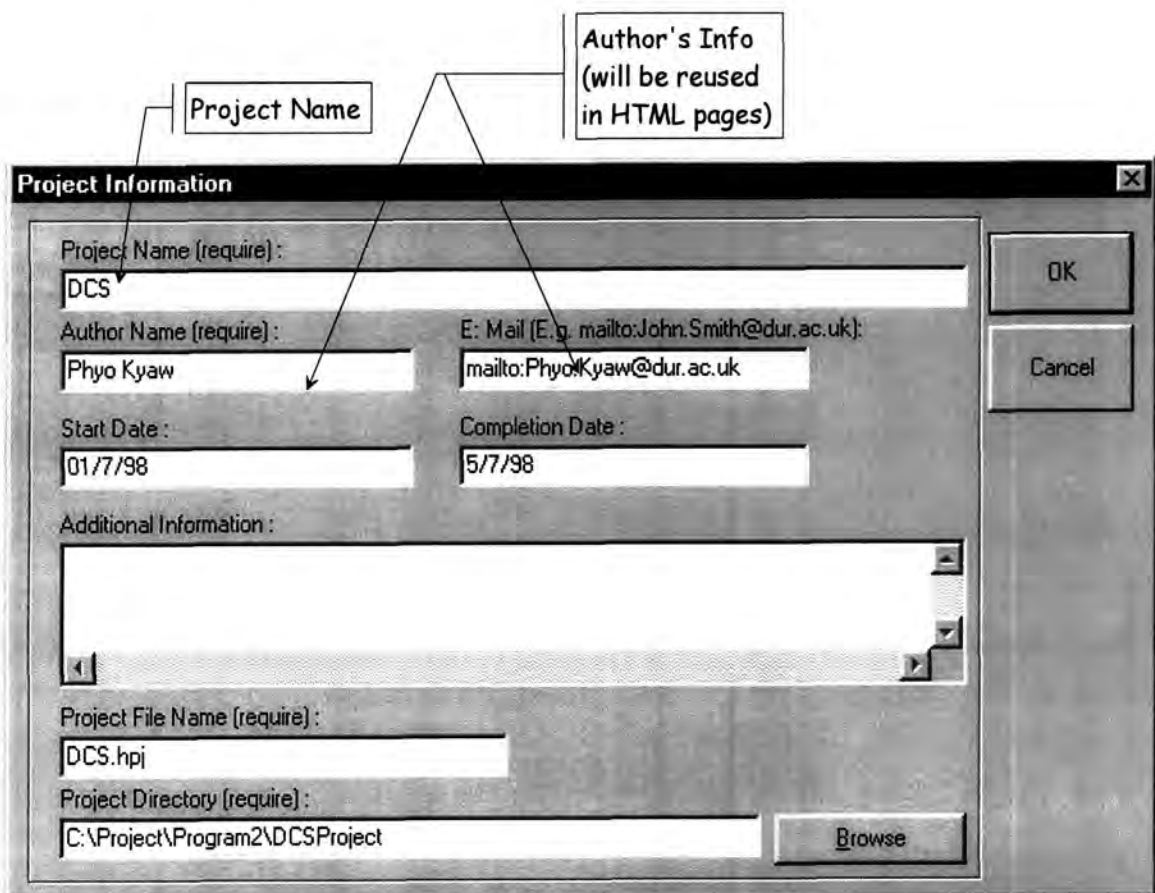 Author's Info
(will be reused
in HTML pages)
Project Name
Project Information
Project Name (require) :
DCS
OK
Author Name (require) :
E: Mail (E.g. mailto:John.Smith@dur.ac.uk):
Phyo Kyaw
mailto:Phyo.Kyaw@dur.ac.uk
Cancel
Start Date :
Completion Date :
01/7/98
5/7/98
Additional Information :
Project File Name (require) :
DCS.hpj
Project Directory (require) :
C:\Project\Program2\DCSProject
Browse